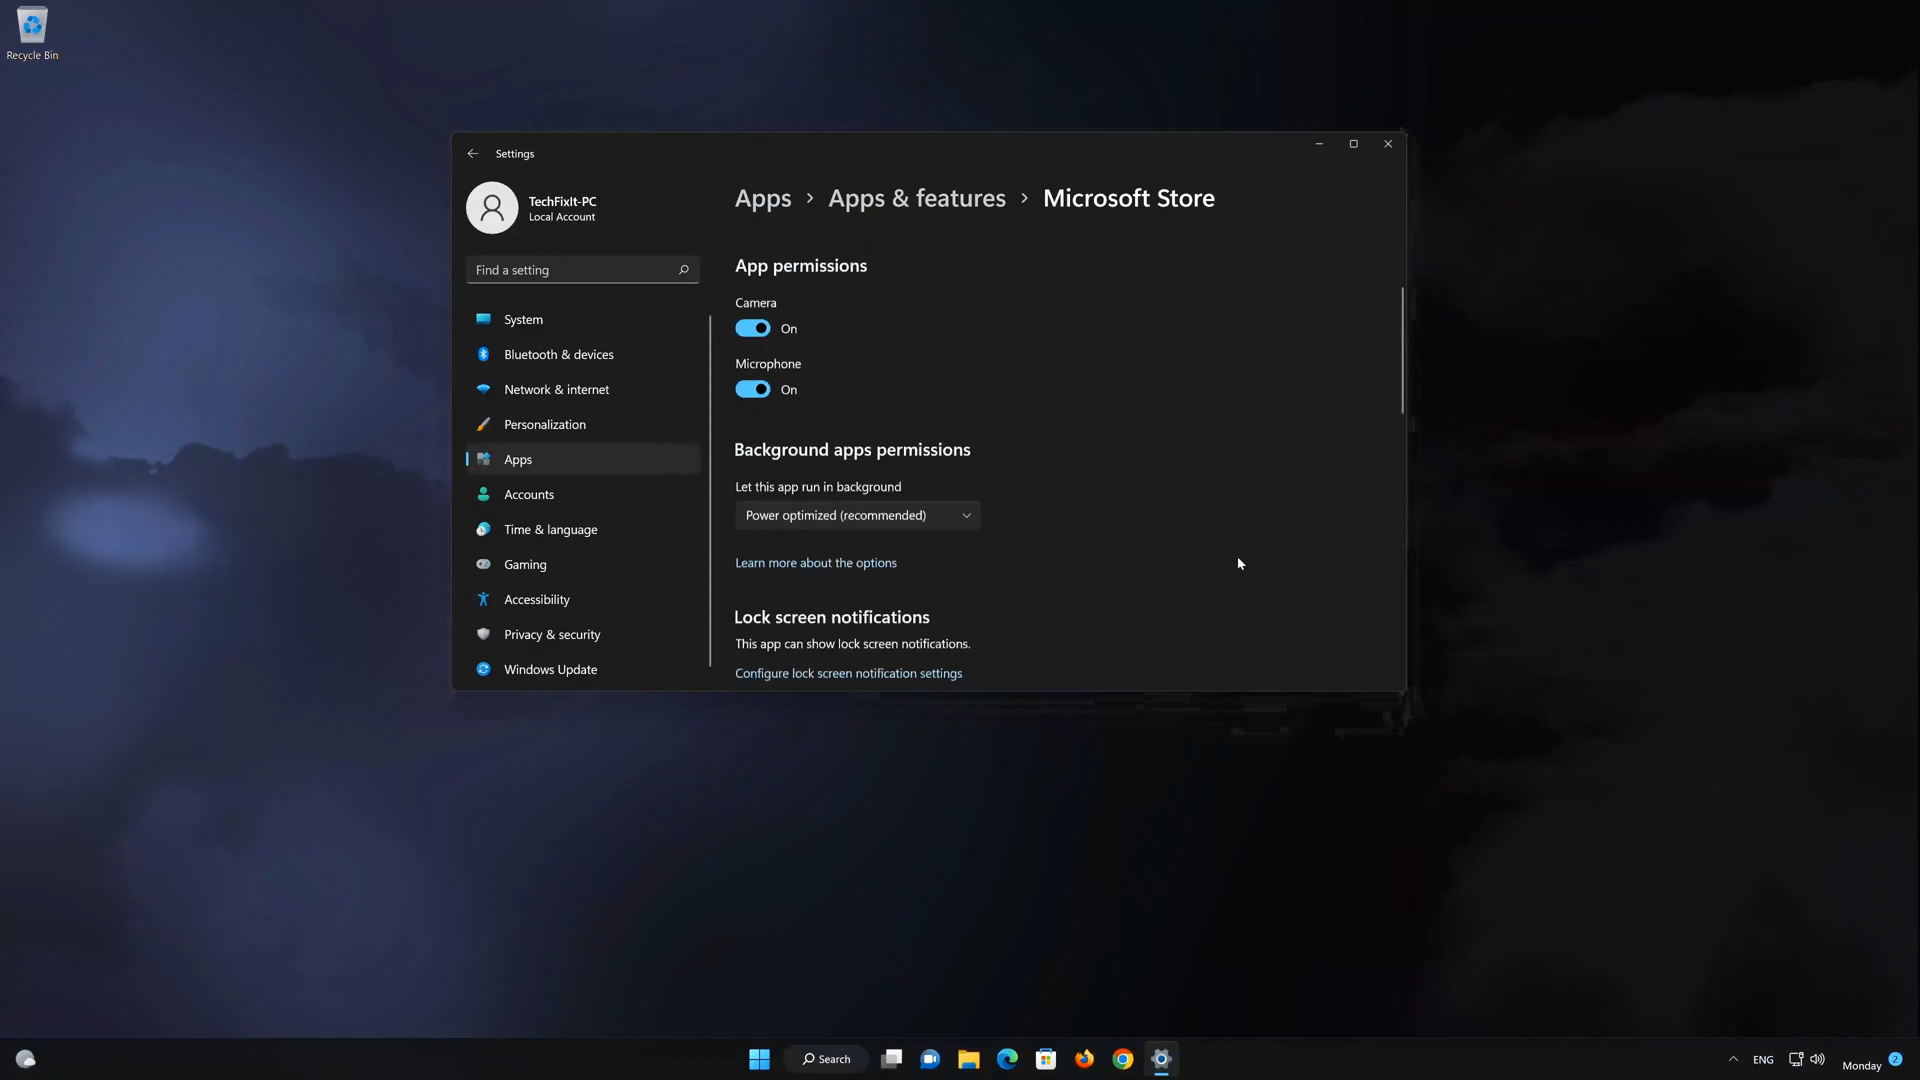 Recycle Bin
Settings
TechFixIt-PC
Local Account
Find a setting
System
Bluetooth & devices
Network & internet
Personalization
Apps
Accounts
Time & language
Gaming
Accessibility
Privacy & security
Windows Update
Apps > Apps & features > Microsoft Store
App permissions
Camera
On
Microphone
On
Background apps permissions
Let this app run in background
Power optimized (recommended)
Learn more about the options
Lock screen notifications
This app can show lock screen notifications.
Configure lock screen notification settings
Search
ENG
Monday
2